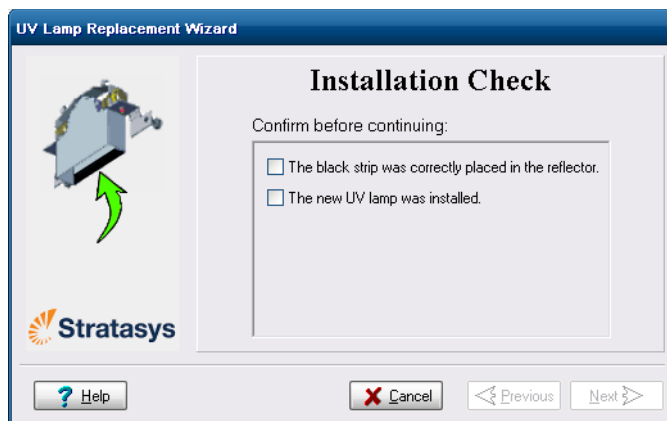 UV Lamp Replacement Wizard
Installation Check
Confirm before continuing:
The black strip was correctly placed in the reflector.
The new UV lamp was installed.
Stratasys
? Help
Cancel
Previous
Next